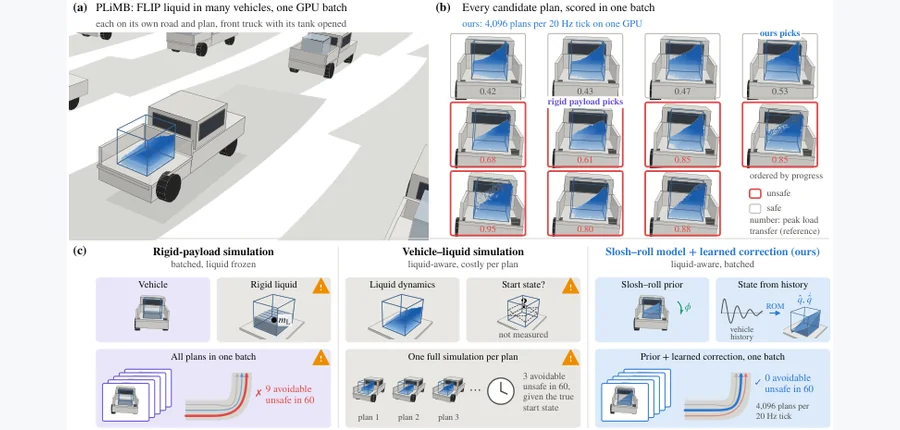 (a) PLiMB: FLIP liquid in many vehicles, one GPU batch
each on its own road and plan, front truck with its tank opened
(b) Every candidate plan, scored in one batch
ours: 4,096 plans per 20 Hz tick on one GPU
ours picks
0.42
0.43
0.47
0.53
rigid payload picks
0.68
0.61
0.85
0.85
0.95
0.80
0.88
ordered by progress
unsafe
safe
number: peak load
transfer (reference)
(c)
Rigid-payload simulation
batched, liquid frozen
Vehicle
Rigid liquid
All plans in one batch
✗ 9 avoidable
unsafe in 60
Vehicle–liquid simulation
liquid-aware, costly per plan
Liquid dynamics
Start state?
?
not measured
One full simulation per plan
plan 1
plan 2
plan 3
...
3 avoidable
unsafe in 60,
given the true
start state
Slosh–roll model + learned correction (ours)
liquid-aware, batched
Slosh–roll prior
ϕ
State from history
vehicle
history
ROM
Prior + learned correction, one batch
✓ 0 avoidable
unsafe in 60
4,096 plans per
20 Hz tick